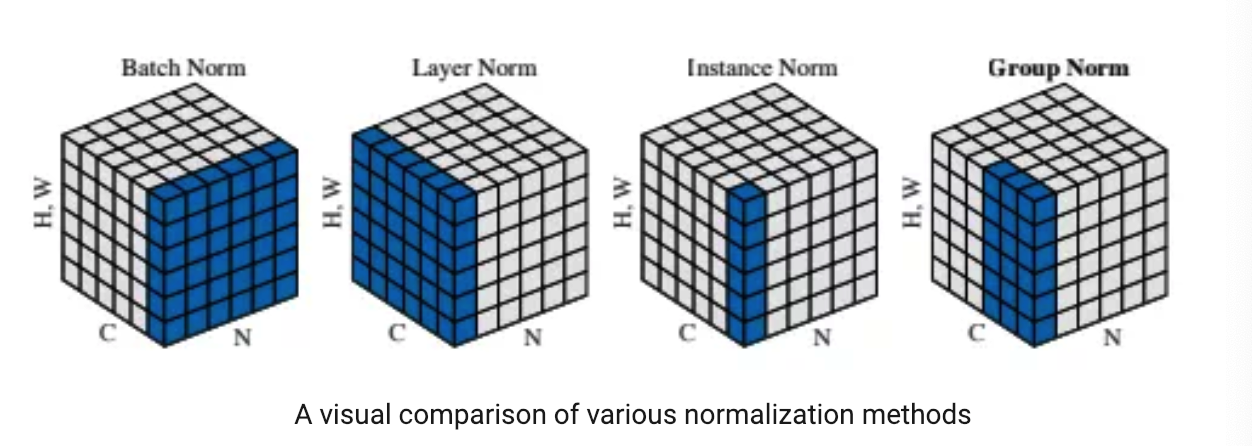 Batch Norm
Layer Norm
Instance Norm
Group Norm
H, W
C
N
H, W
C
N
H, W
C
N
H, W
C
N
A visual comparison of various normalization methods